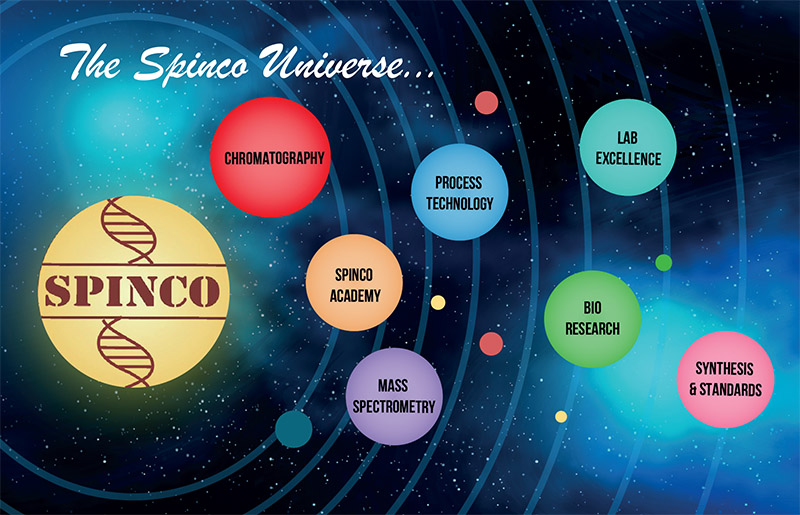 The Spinco Universe...
CHROMATOGRAPHY
LAB
EXCELLENCE
PROCESS
TECHNOLOGY
SPINCO
ACADEMY
SPINCO
BIO
RESEARCH
MASS
SPECTROMETRY
SYNTHESIS
& STANDARDS